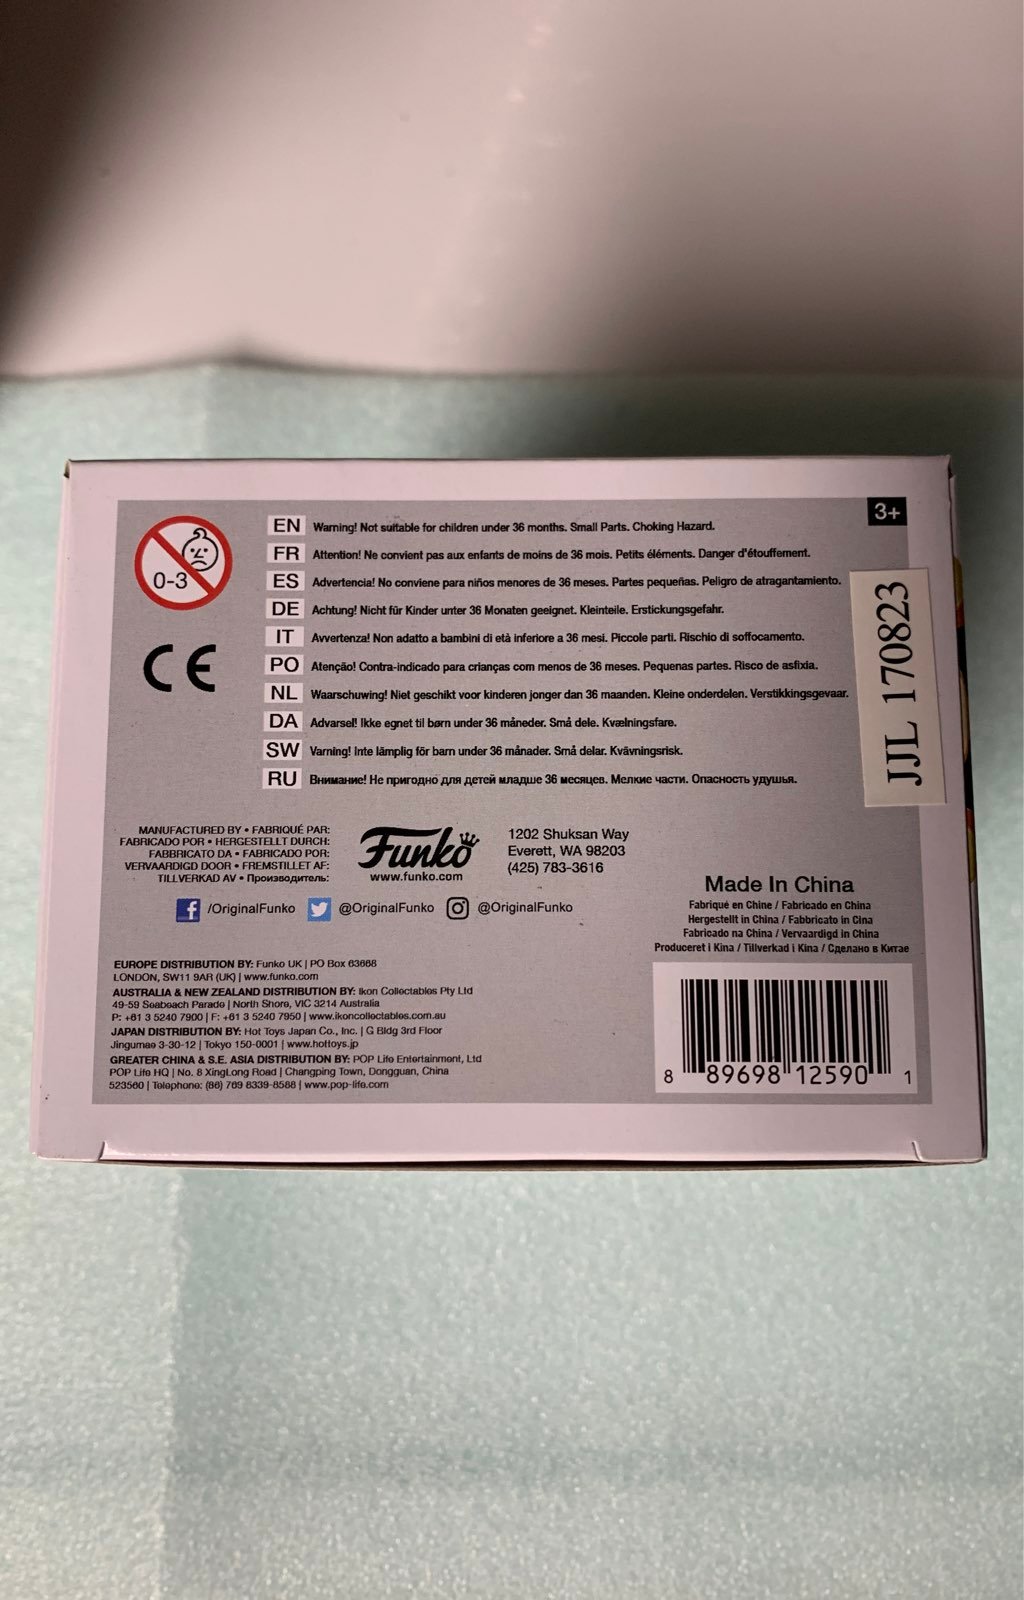 3+
0-3
EN Warning! Not suitable for children under 36 months. Small Parts. Choking Hazard.
FR Attention! Ne convient pas aux enfants de moins de 36 mois. Petits éléments. Danger d'étouffement.
ES Advertencia! No conviene para niños menores de 36 meses. Partes pequeñas. Peligro de atragantamiento.
DE Achtung! Nicht für Kinder unter 36 Monaten geeignet. Kleinteile. Erstickungsgefahr.
IT Avvertenza! Non adatto a bambini di età inferiore a 36 mesi. Piccole parti. Rischio di soffocamento.
PO Atenção! Contra-indicado para crianças com menos de 36 meses. Pequenas partes. Risco de asfixia.
NL Waarschuwing! Niet geschikt voor kinderen jonger dan 36 maanden. Kleine onderdelen. Verstikkingsgevaar.
DA Advarsel! Ikke egnet til børn under 36 måneder. Små dele. Kvælningsfare.
SW Varning! Inte lämplig för barn under 36 månader. Små delar. Kvävningsrisk.
RU Внимание! Не пригодно для детей младше 36 месяцев. Мелкие части. Опасность удушья.
CE
JJL 170823
MANUFACTURED BY • FABRIQUÉ PAR:
FABRICADO POR • HERGESTELLT DURCH:
FABBRICATO DA • FABRICADO POR:
VERVAARDIGD DOOR • FREMSTILLET AF:
TILLVERKAD AV • Производитель:
Funko
www.funko.com
1202 Shuksan Way
Everett, WA 98203
(425) 783-3616
/OriginalFunko @OriginalFunko @OriginalFunko
Made In China
Fabriqué en Chine / Fabricado en China
Hergestellt in China / Fabbricato in Cina
Fabricado na China / Vervaardigd in China
Produceret i Kina / Tillverkad i Kina / Сделано в Китае
EUROPE DISTRIBUTION BY: Funko UK | PO Box 63668
LONDON, SW11 9AR (UK) | www.funko.com
AUSTRALIA & NEW ZEALAND DISTRIBUTION BY: Ikon Collectables Pty Ltd
49-59 Seabeach Parade | North Shore, VIC 3214 Australia
P: +61 3 5240 7900 | F: +61 3 5240 7950 | www.ikoncollectables.com.au
JAPAN DISTRIBUTION BY: Hot Toys Japan Co., Inc. | G Bldg 3rd Floor
Jingumae 3-30-12 | Tokyo 150-0001 | www.hottoys.jp
GREATER CHINA & S.E. ASIA DISTRIBUTION BY: POP Life Entertainment, Ltd
POP Life HQ | No. 8 XingLong Road | Changping Town, Dongguan, China
523560 | Telephone: (86) 769 8339-8588 | www.pop-life.com
8 89698 12590 1